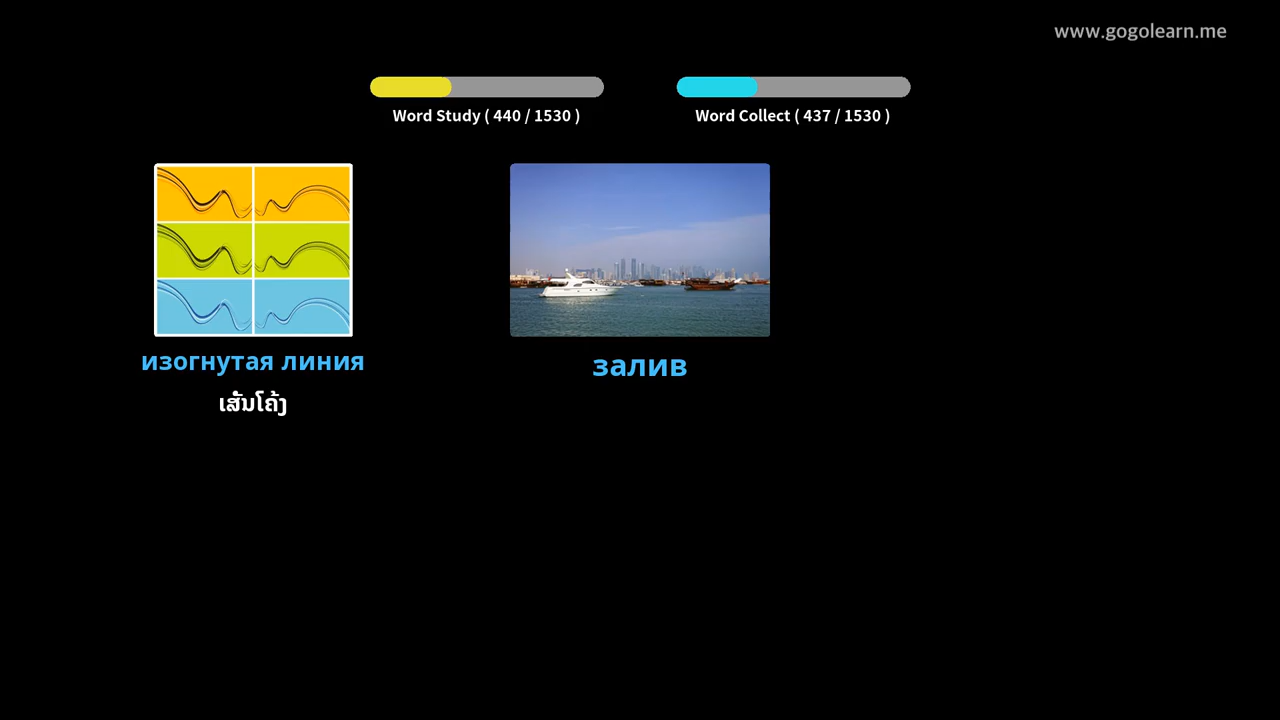 www.gogolearn.me
Word Study ( 440 / 1530 )
Word Collect ( 437 / 1530 )
изогнутая линия
ເສັ້ນໂຄ້ງ
залив